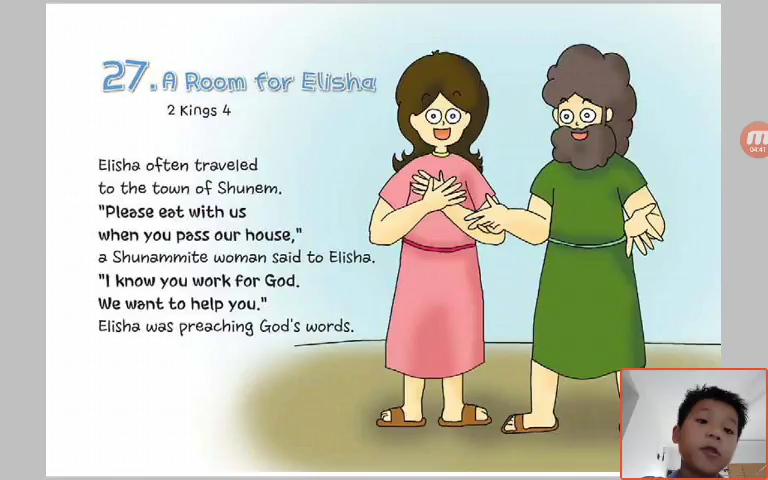 27. A Room for Elisha
2 Kings 4
Elisha often traveled
to the town of Shunem.
"Please eat with us
when you pass our house,"
a Shunammite woman said to Elisha.
"I know you work for God.
We want to help you."
Elisha was preaching God's words.
04:41